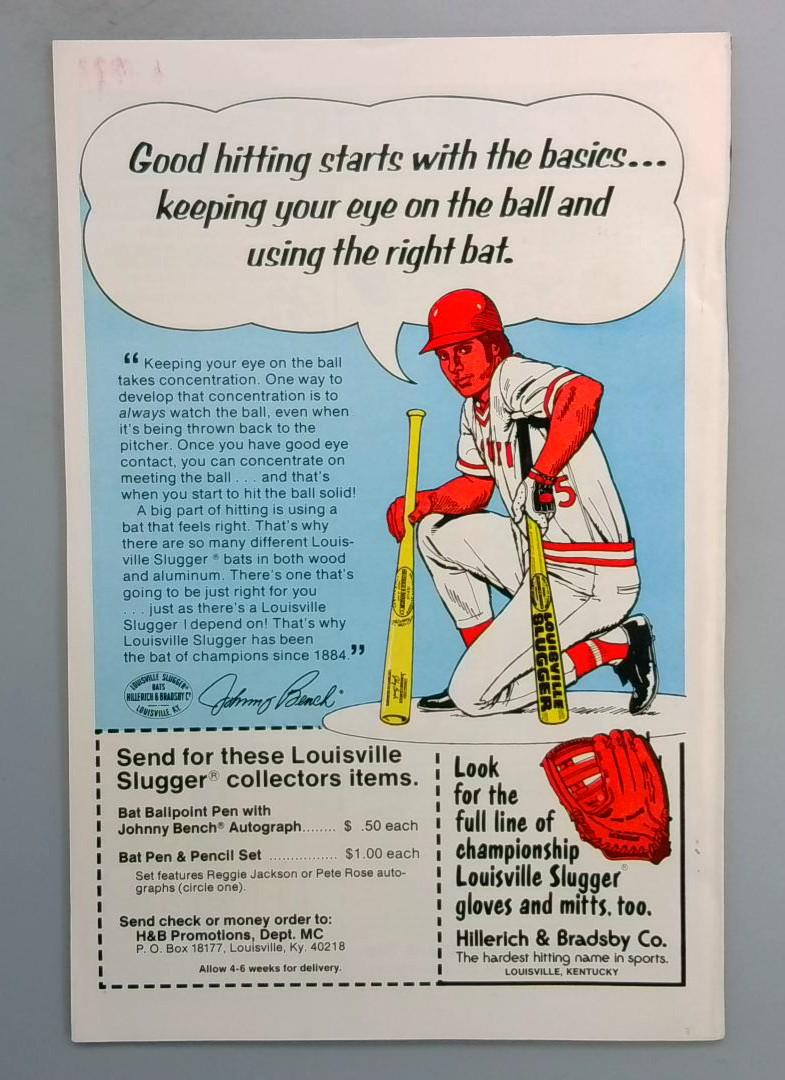 Good hitting starts with the basics...
keeping your eye on the ball and
using the right bat.
“ Keeping your eye on the ball
takes concentration. One way to
develop that concentration is to
always watch the ball, even when
it's being thrown back to the
pitcher. Once you have good eye
contact, you can concentrate on
meeting the ball . . . and that's
when you start to hit the ball solid!
A big part of hitting is using a
bat that feels right. That's why
there are so many different Louis-
ville Slugger® bats in both wood
and aluminum. There's one that's
going to be just right for you
. . . just as there's a Louisville
Slugger I depend on! That's why
Louisville Slugger has been
the bat of champions since 1884.”
LOUISVILLE SLUGGER®
BATS
HILLERICH & BRADSBY Co
LOUISVILLE, KY.
Johnny Bench®
5
LOUISVILLE
SLUGGER
Send for these Louisville
Slugger® collectors items.
Bat Ballpoint Pen with
Johnny Bench® Autograph........ $ .50 each
Bat Pen & Pencil Set ................ $1.00 each
Set features Reggie Jackson or Pete Rose auto-
graphs (circle one).
Send check or money order to:
H&B Promotions, Dept. MC
P. O. Box 18177, Louisville, Ky. 40218
Allow 4-6 weeks for delivery.
Look
for the
full line of
championship
Louisville Slugger®
gloves and mitts, too.
Hillerich & Bradsby Co.
The hardest hitting name in sports.
LOUISVILLE, KENTUCKY